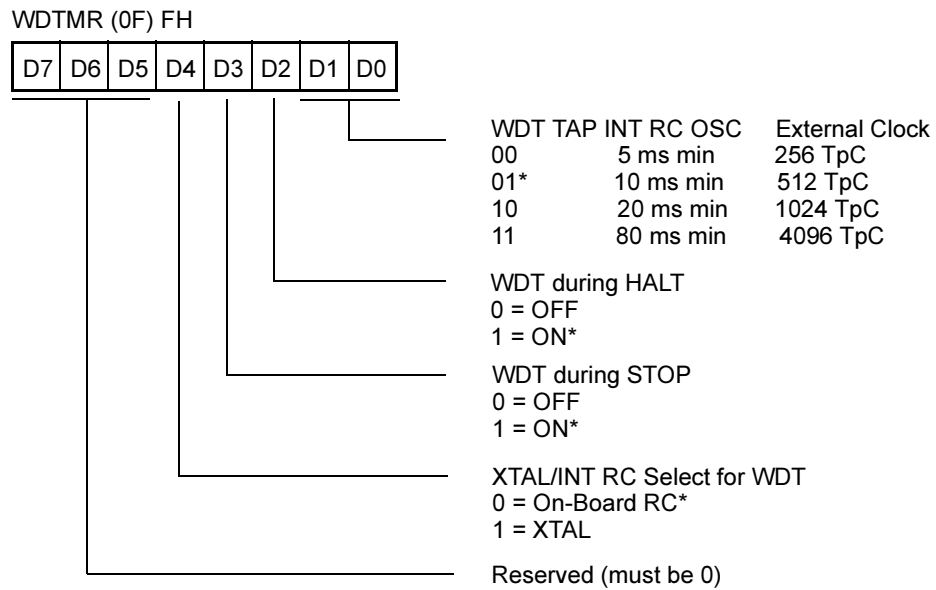 WDTMR (0F) FH
D7 D6 D5 D4 D3 D2 D1 D0
WDT TAP INT RC OSC External Clock
00 5 ms min 256 TpC
01* 10 ms min 512 TpC
10 20 ms min 1024 TpC
11 80 ms min 4096 TpC
WDT during HALT
0 = OFF
1 = ON*
WDT during STOP
0 = OFF
1 = ON*
XTAL/INT RC Select for WDT
0 = On-Board RC*
1 = XTAL
Reserved (must be 0)